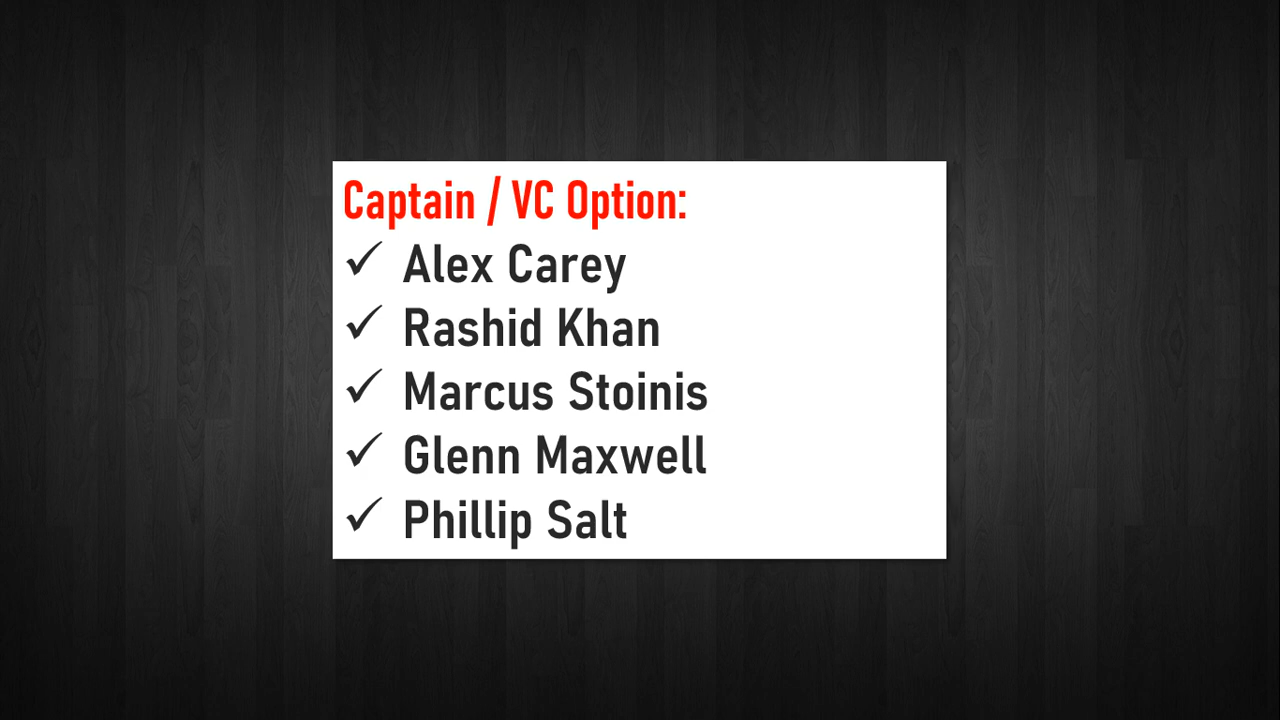 Captain / VC Option:
✓ Alex Carey
✓ Rashid Khan
✓ Marcus Stoinis
✓ Glenn Maxwell
✓ Phillip Salt